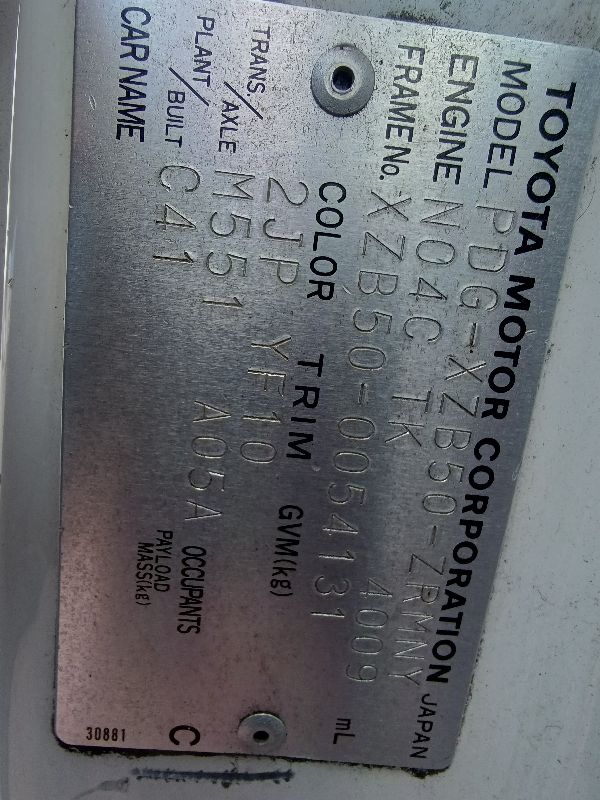 TOYOTA MOTOR CORPORATION JAPAN
MODEL PDG-XZB50-ZRMNY
ENGINE N04C TK 4009 mL
FRAME No. XZB50-0054131
COLOR TRIM GVM(kg)
2JP YF10
TRANS/AXLE M551 A05A OCCUPANTS
PLANT/BUILT C41 PAYLOAD MASS(kg)
CAR NAME
30881 C